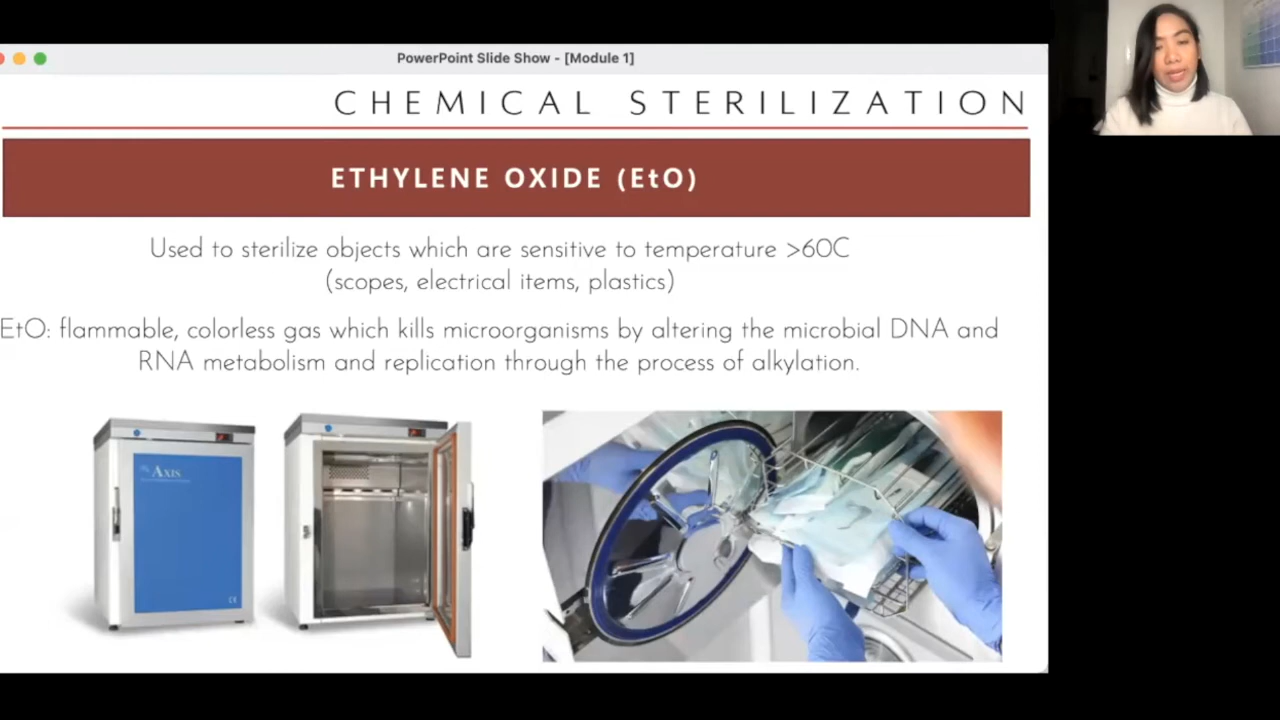 PowerPoint Slide Show - [Module 1]
CHEMICAL STERILIZATION
ETHYLENE OXIDE (EtO)
Used to sterilize objects which are sensitive to temperature >60C
(scopes, electrical items, plastics)
EtO: flammable, colorless gas which kills microorganisms by altering the microbial DNA and
RNA metabolism and replication through the process of alkylation.
AXIS
CE